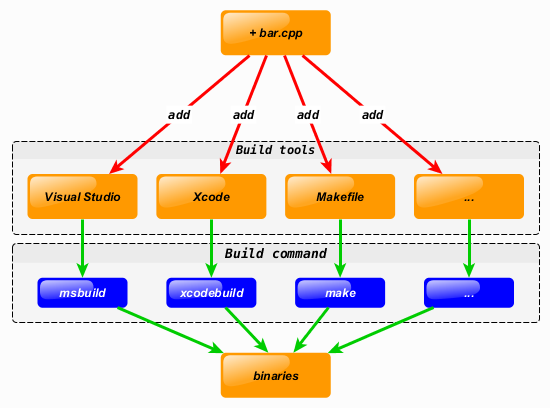 + bar.cpp
add add add add
Build tools
Visual Studio Xcode Makefile ...
Build command
msbuild xcodebuild make ...
binaries